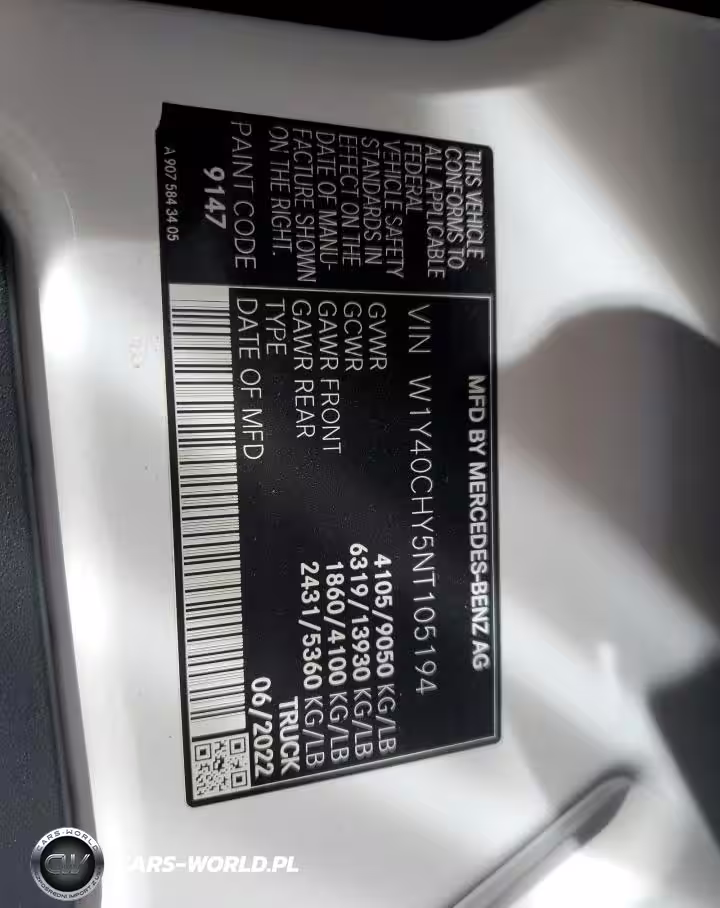 MFD BY MERCEDES-BENZ AG
THIS VEHICLE
CONFORMS TO
ALL APPLICABLE
FEDERAL
VEHICLE SAFETY
STANDARDS IN
EFFECT ON THE
DATE OF MANU-
FACTURE SHOWN
ON THE RIGHT.
PAINT CODE
9147
A 907 584 34 05
VIN W1Y40CHY5NT105194
GVWR 4105/9050 KG/LB
GCWR 6319/13930 KG/LB
GAWR FRONT 1860/4100 KG/LB
GAWR REAR 2431/5360 KG/LB
TYPE TRUCK
DATE OF MFD 06/2022
CARS-WORLD
CW
CARS-WORLD.PL